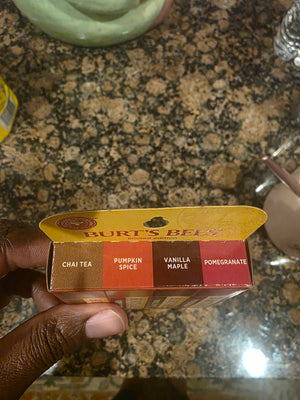 BURT'S BEES
CHAI TEA
PUMPKIN
SPICE
VANILLA
MAPLE
POMEGRANATE